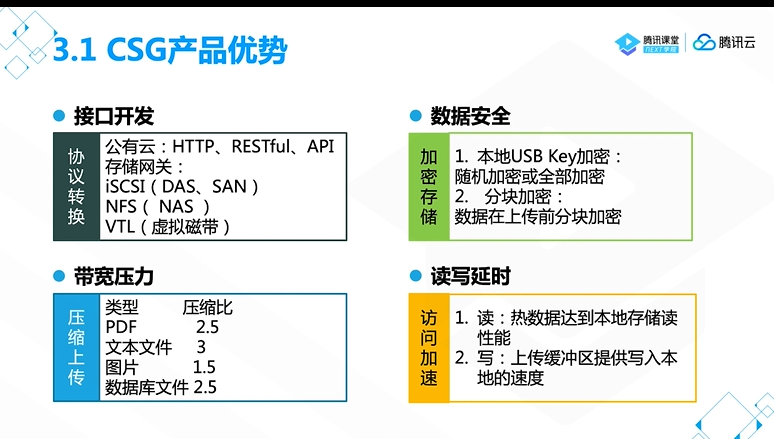 3.1 CSG产品优势
腾讯课堂
NEXT学院
腾讯云
接口开发
协议转换
公有云：HTTP、RESTful、API
存储网关：
iSCSI（DAS、SAN）
NFS（ NAS ）
VTL（虚拟磁带）
数据安全
加密存储
1. 本地USB Key加密：
随机加密或全部加密
2. 分块加密：
数据在上传前分块加密
带宽压力
压缩上传
类型 压缩比
PDF 2.5
文本文件 3
图片 1.5
数据库文件 2.5
读写延时
访问加速
1. 读：热数据达到本地存储读
性能
2. 写：上传缓冲区提供写入本
地的速度